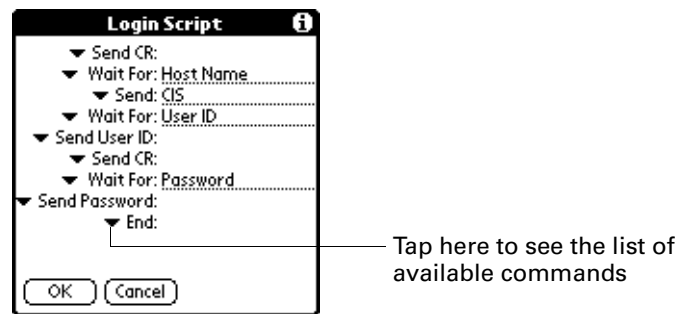 Login Script i
Send CR:
Wait For: Host Name
Send: CIS
Wait For: User ID
Send User ID:
Send CR:
Wait For: Password
Send Password:
End:
Tap here to see the list of
available commands
OK Cancel